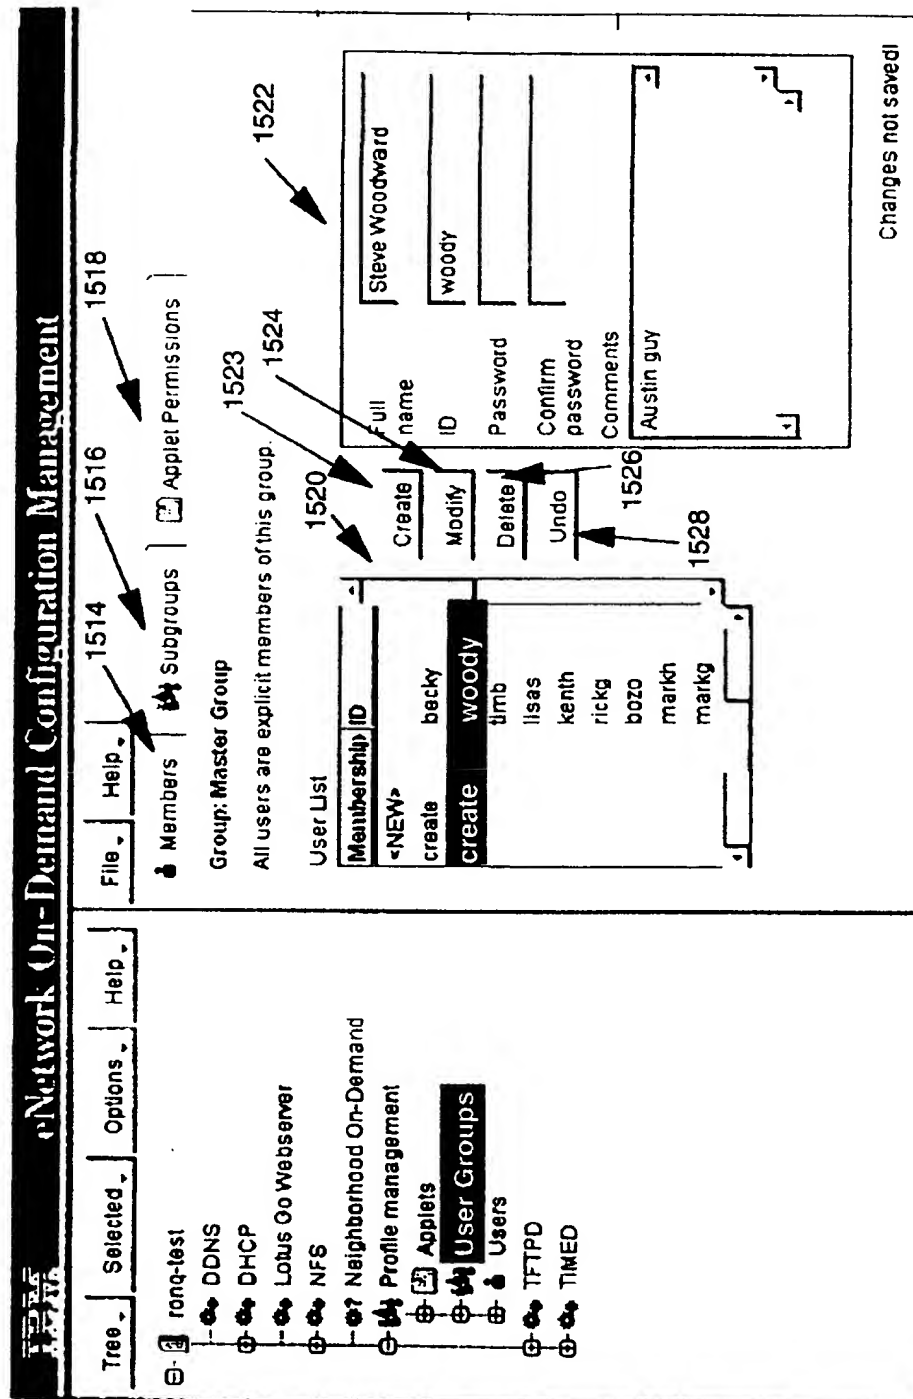 IBM
eNetwork On-Demand Configuration Management
Tree Selected Options Help
ronq-test
DDNS
DHCP
Lotus Go Webserver
NFS
Neighborhood On-Demand
Profile management
Applets
User Groups
Users
TFTPD
TIMED
File Help
1514
1516
1518
Members Subgroups Applet Permissions
Group: Master Group
All users are explicit members of this group.
User List
Membership ID
<NEW>
create becky
create woody
timb
lisas
kenth
rickg
bozo
markh
markg
1520
1523
1524
Create
Modify
Delete
Undo
1526
1528
1522
Full name Steve Woodward
ID woody
Password
Confirm password
Comments
Austin guy
Changes not saved!